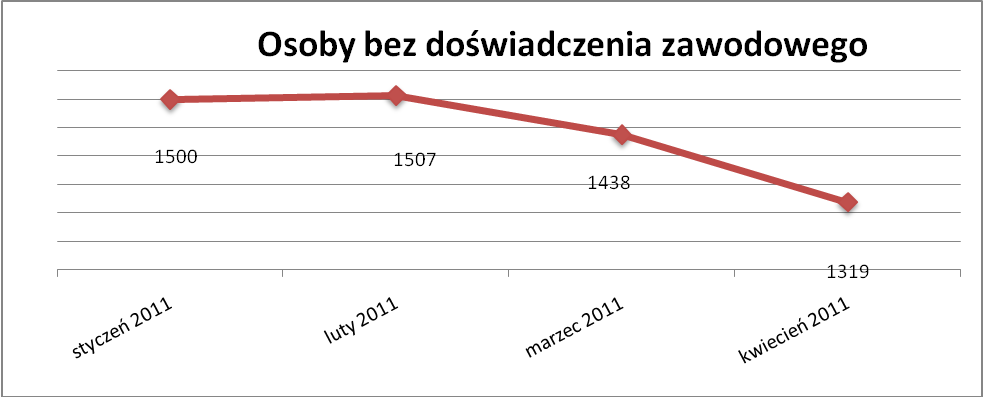 Osoby bez doświadczenia zawodowego
1500
1507
1438
1319
styczeń 2011
luty 2011
marzec 2011
kwiecień 2011